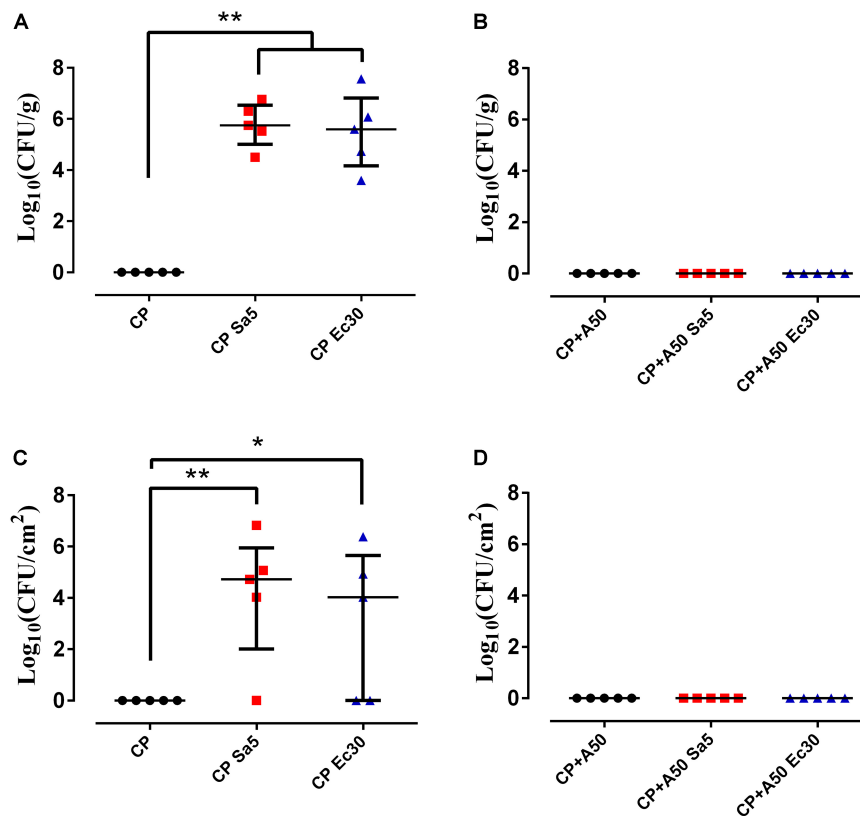 A
**
Log10(CFU/g)
8
6
4
2
0
CP
CP Sa5
CP Ec30
B
Log10(CFU/g)
8
6
4
2
0
CP+A50
CP+A50 Sa5
CP+A50 Ec30
C
*
**
Log10(CFU/cm2)
8
6
4
2
0
CP
CP Sa5
CP Ec30
D
Log10(CFU/cm2)
8
6
4
2
0
CP+A50
CP+A50 Sa5
CP+A50 Ec30